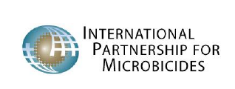 INTERNATIONAL
PARTNERSHIP FOR
MICROBICIDES